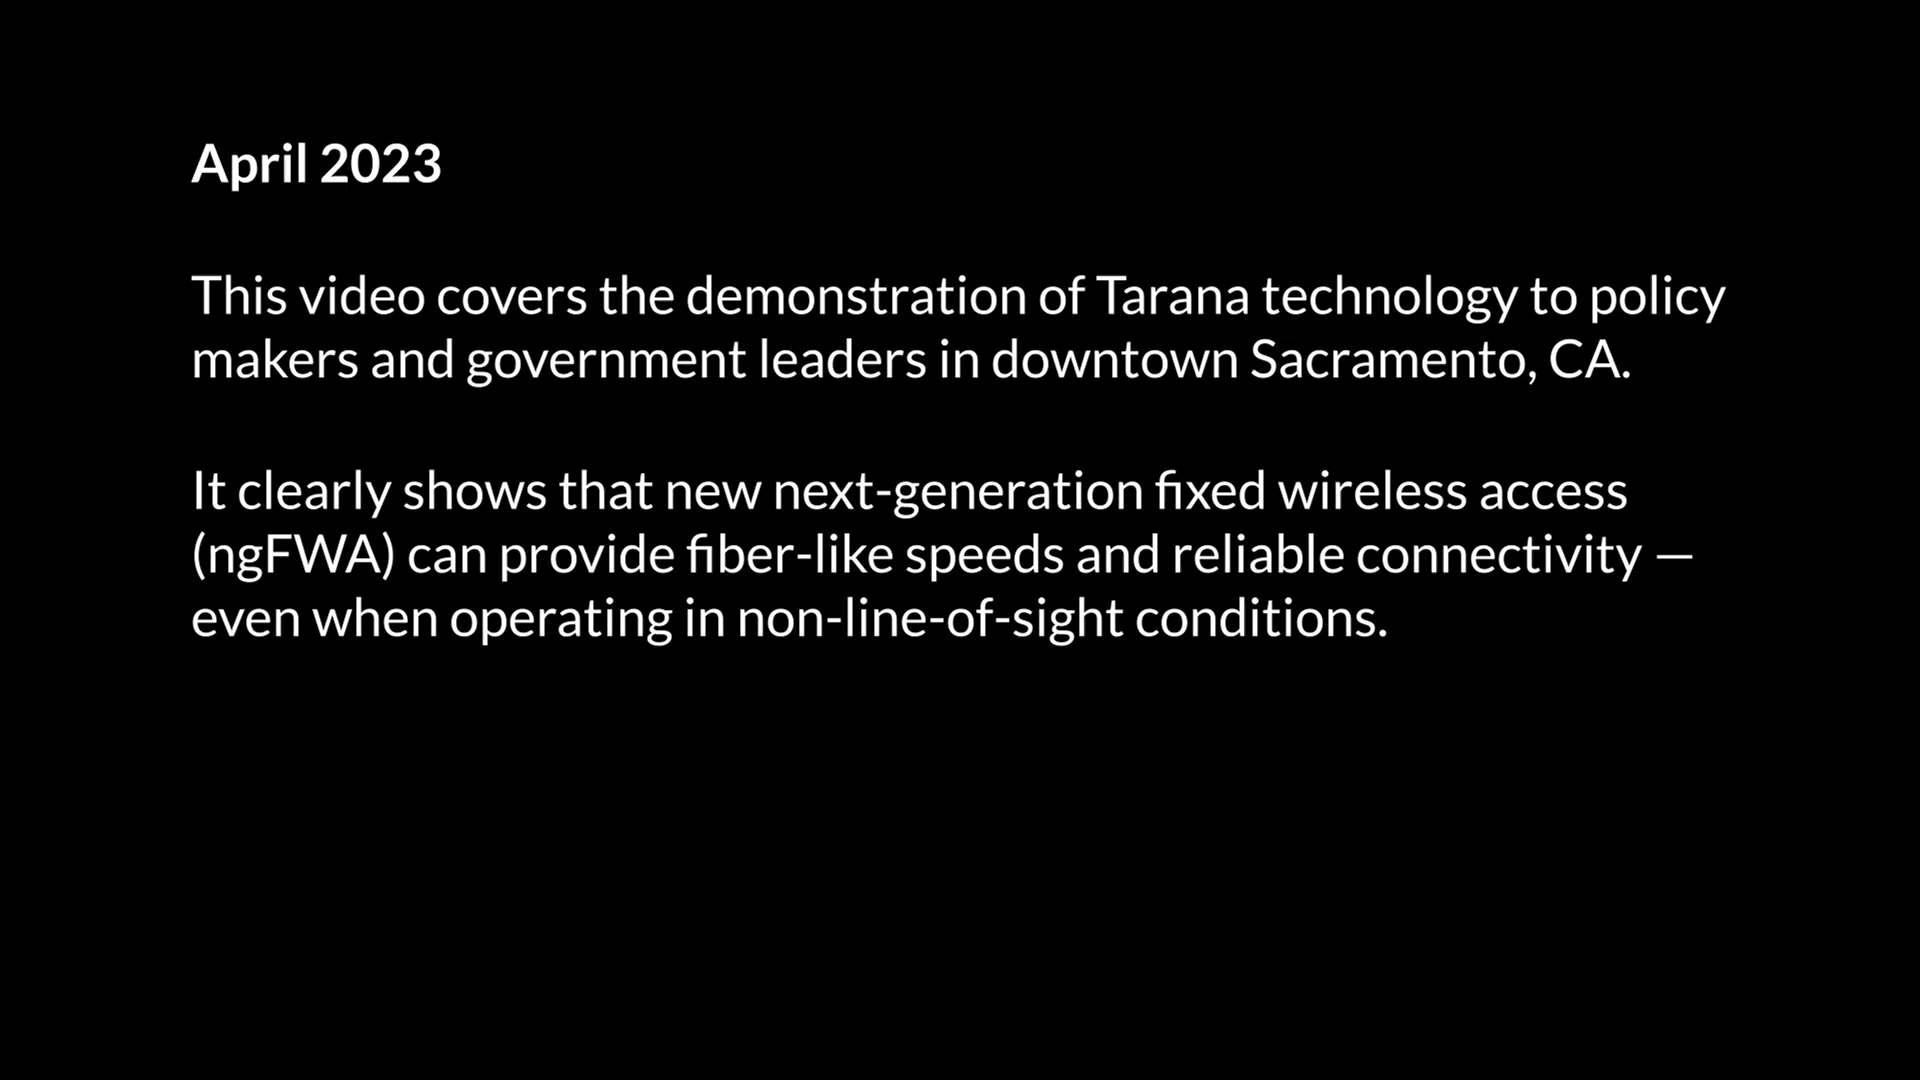 April 2023
This video covers the demonstration of Tarana technology to policy
makers and government leaders in downtown Sacramento, CA.
It clearly shows that new next-generation fixed wireless access
(ngFWA) can provide fiber-like speeds and reliable connectivity —
even when operating in non-line-of-sight conditions.